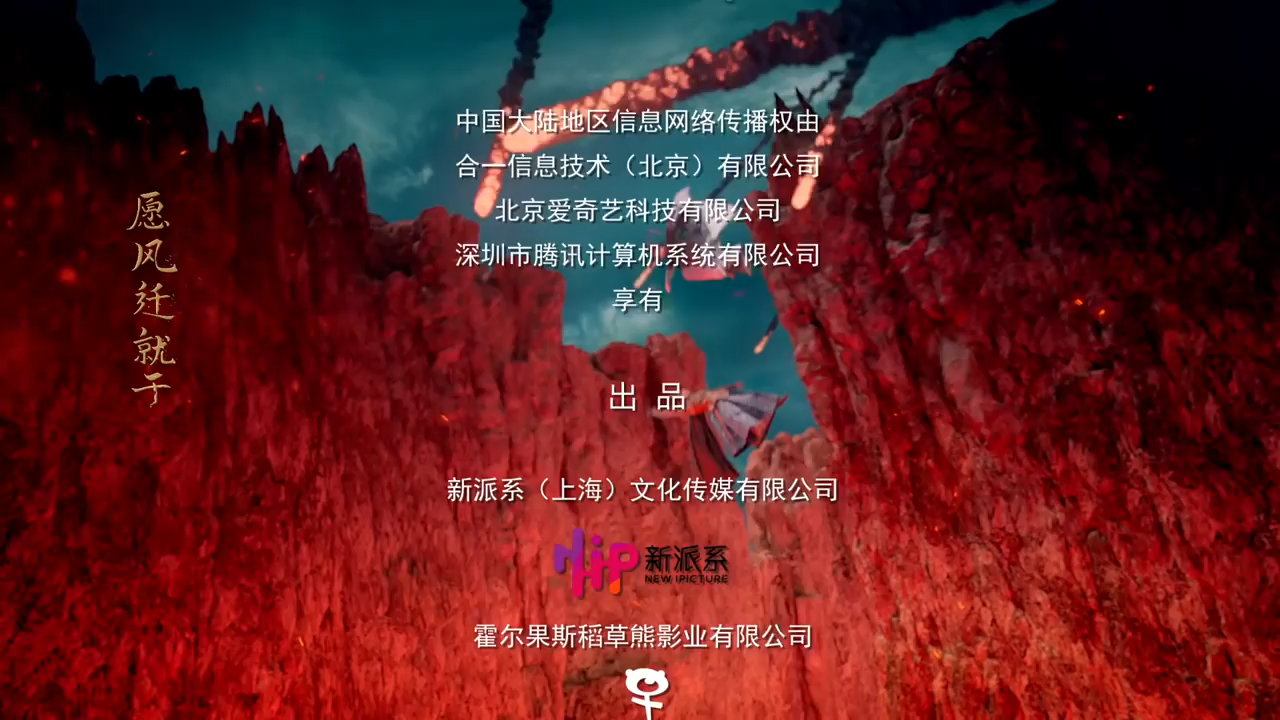 愿风迁就于
中国大陆地区信息网络传播权由
合一信息技术（北京）有限公司
北京爱奇艺科技有限公司
深圳市腾讯计算机系统有限公司
享有
出 品
新派系（上海）文化传媒有限公司
新派系
NEW IPICTURE
霍尔果斯稻草熊影业有限公司